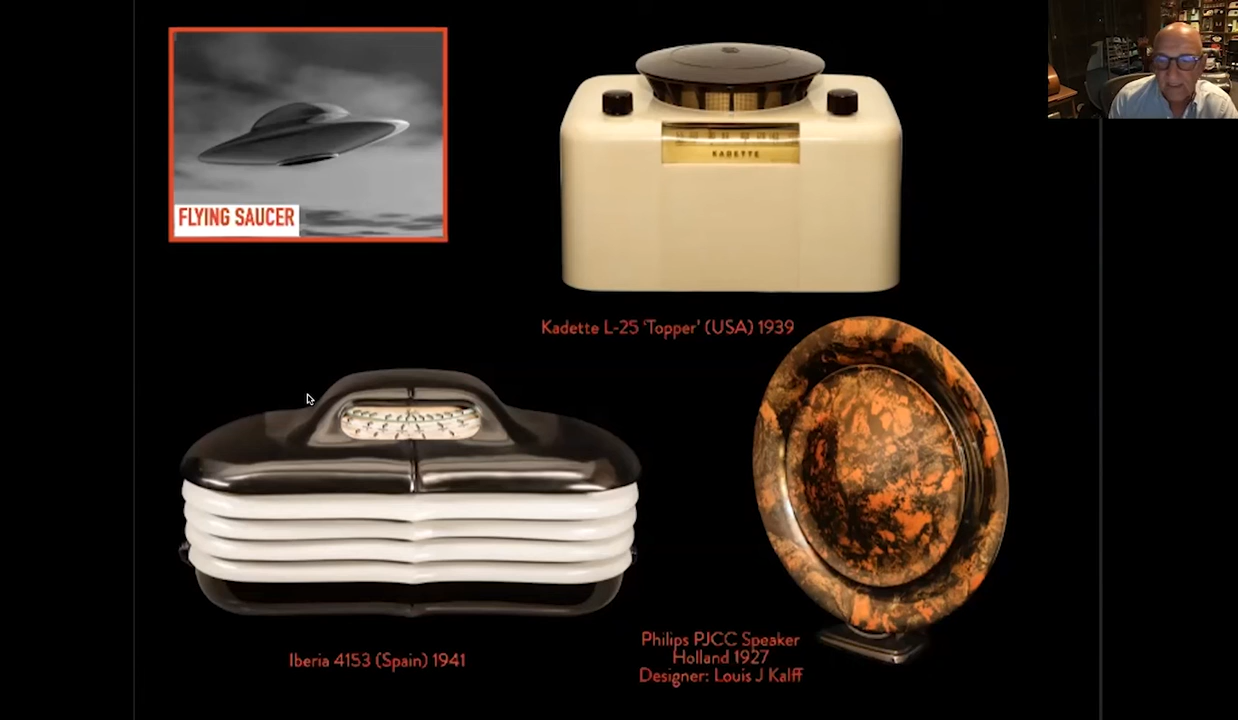 FLYING SAUCER
KADETTE
Kadette L-25 'Topper' (USA) 1939
Iberia 4153 (Spain) 1941
Philips PJCC Speaker
Holland 1927
Designer: Louis J Kalff